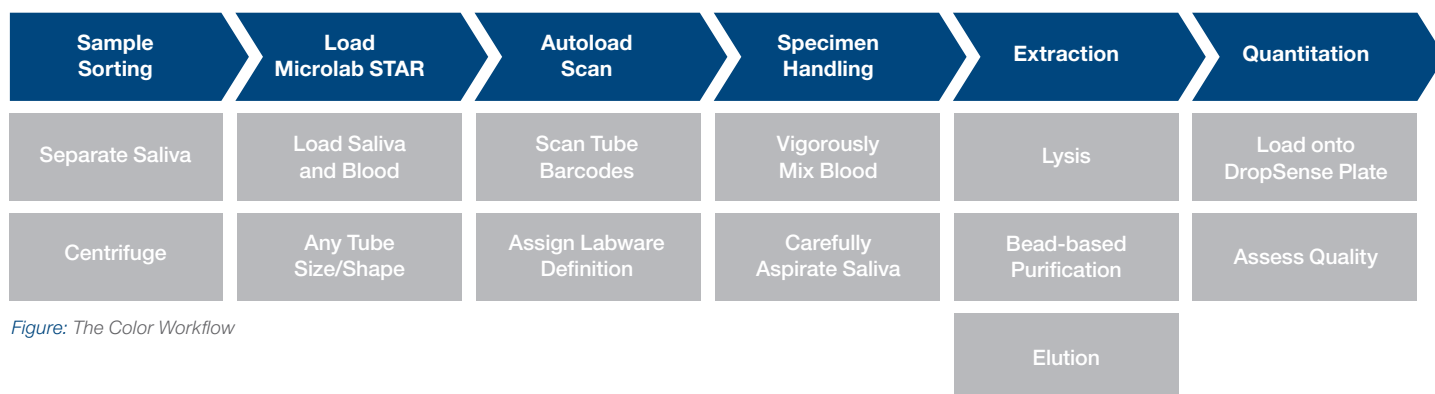 Sample
Sorting
Load
Microlab STAR
Autoload
Scan
Specimen
Handling
Extraction
Quantitation
Separate Saliva
Load Saliva
and Blood
Scan Tube
Barcodes
Vigorously
Mix Blood
Lysis
Load onto
DropSense Plate
Centrifuge
Any Tube
Size/Shape
Assign Labware
Definition
Carefully
Aspirate Saliva
Bead-based
Purification
Assess Quality
Elution
Figure: The Color Workflow